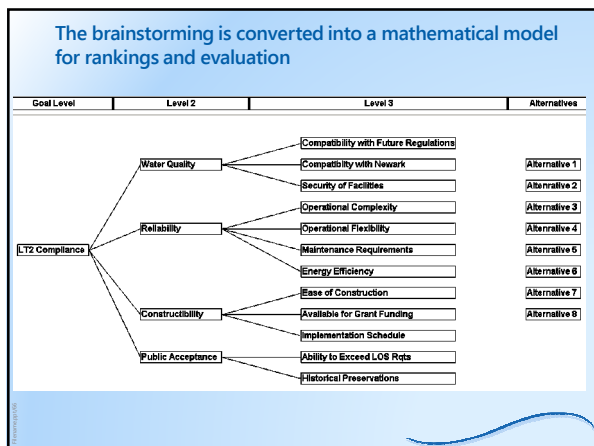 The brainstorming is converted into a mathematical model
for rankings and evaluation
Goal Level Level 2 Level 3 Alternatives
Compatibility with Future Regulations
Water Quality Compatibility with Newark Alternative 1
Security of Facilities Alternative 2
Operational Complexity Alternative 3
Reliability Operational Flexibility Alternative 4
LT2 Compliance Maintenance Requirements Alternative 5
Energy Efficiency Alternative 6
Ease of Construction Alternative 7
Constructibility Available for Grant Funding Alternative 8
Implementation Schedule
Public Acceptance Ability to Exceed LOS Rqts
Historical Preservations